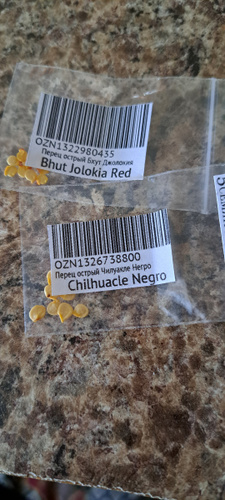 OZN1322980435
Перец острый Бхут Джолокия
Bhut Jolokia Red
OZN1326738800
Перец острый Чилуакле Негро
Chilhuacle Negro